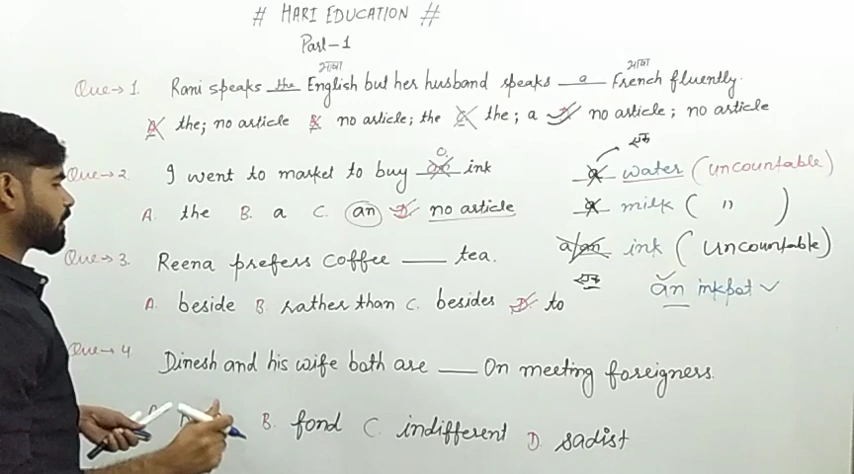 # HARI EDUCATION #
Part-1
भाषा भाषा
Que→1. Rani speaks the English but her husband speaks a French fluently.
A. the; no article B. no article; the C. the; a D. no article; no article
Que→2. I went to market to buy an ink
A. the B. a C. an D. no article
एक
a water (uncountable)
a milk ( " )
a/an ink (uncountable)
एक
an inkpot ✓
Que→3. Reena prefers coffee ___ tea.
A. beside B. rather than C. besides D. to
Que→4 Dinesh and his wife both are ___ On meeting foreigness.
B. fond C. indifferent D. sadist